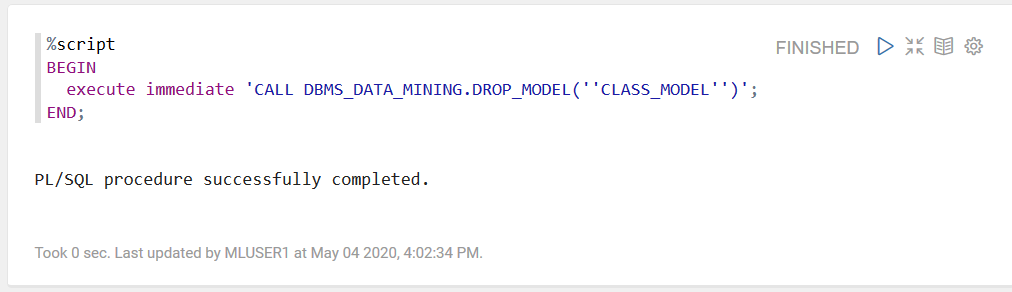 %script
FINISHED
BEGIN
execute immediate 'CALL DBMS_DATA_MINING.DROP_MODEL(''CLASS_MODEL'')';
END;
PL/SQL procedure successfully completed.
Took 0 sec. Last updated by MLUSER1 at May 04 2020, 4:02:34 PM.